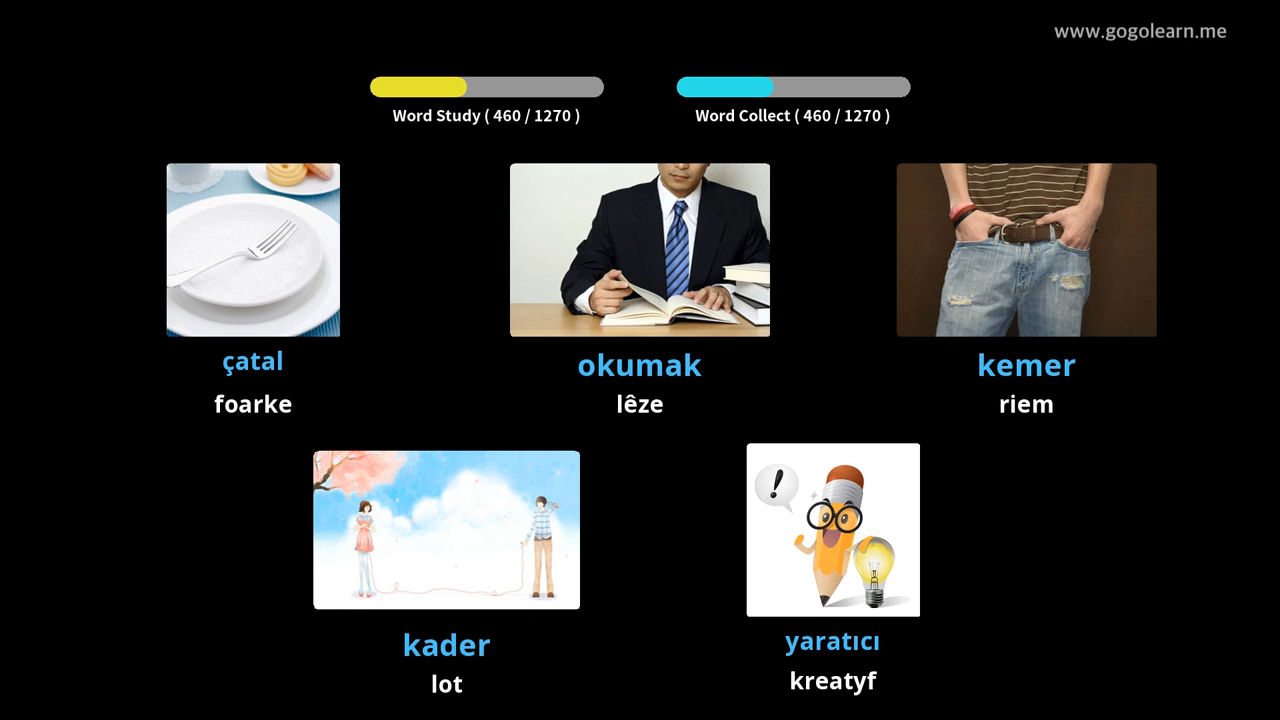 www.gogolearn.me
Word Study ( 460 / 1270 )
Word Collect ( 460 / 1270 )
çatal
foarke
okumak
lêze
kemer
riem
kader
lot
yaratıcı
kreatyf